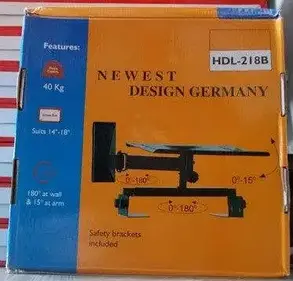 Features:
HDL-218B
40 Kg
NEWEST
DESIGN GERMANY
Suits 14"-18"
0°-180°
0°-15°
180° at wall
& 15° at arm
0°-180°
Safety brackets
included